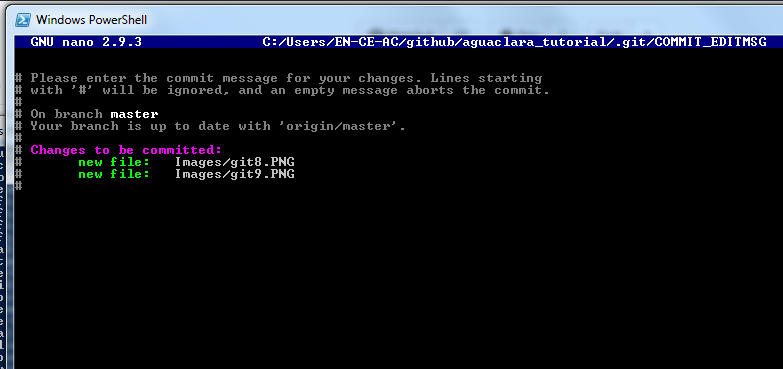 Windows PowerShell
GNU nano 2.9.3 C:/Users/EN-CE-AC/github/aguaclara_tutorial/.git/COMMIT_EDITMSG
# Please enter the commit message for your changes. Lines starting
# with '#' will be ignored, and an empty message aborts the commit.
#
# On branch master
# Your branch is up to date with 'origin/master'.
#
# Changes to be committed:
# new file: Images/git8.PNG
# new file: Images/git9.PNG
#